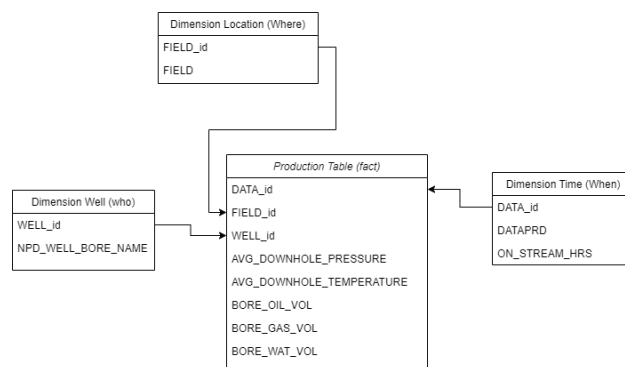 Dimension Location (Where)
FIELD_id
FIELD
Production Table (fact)
DATA_id
FIELD_id
WELL_id
AVG_DOWNHOLE_PRESSURE
AVG_DOWNHOLE_TEMPERATURE
BORE_OIL_VOL
BORE_GAS_VOL
BORE_WAT_VOL
Dimension Well (who)
WELL_id
NPD_WELL_BORE_NAME
Dimension Time (When)
DATA_id
DATAPRD
ON_STREAM_HRS